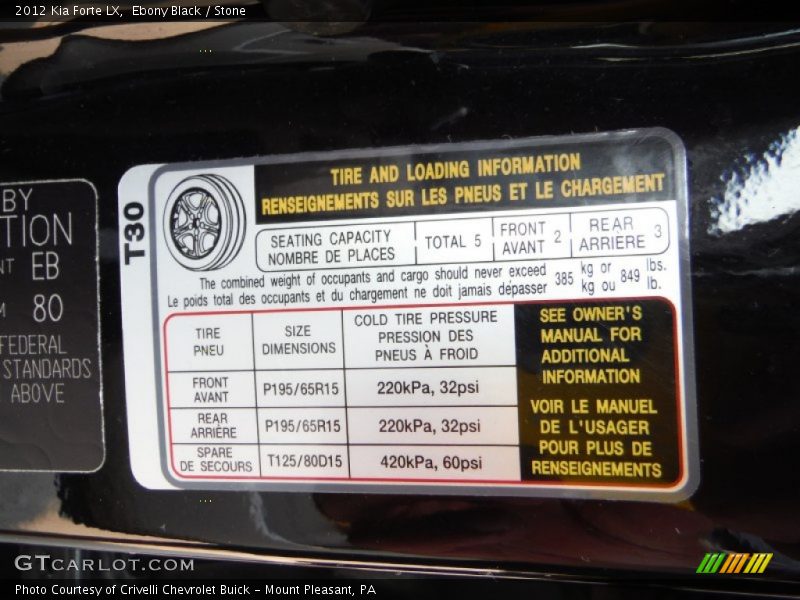 2012 Kia Forte LX, Ebony Black / Stone
BY
TION
NT EB
M 80
FEDERAL
STANDARDS
ABOVE
T30
TIRE AND LOADING INFORMATION
RENSEIGNEMENTS SUR LES PNEUS ET LE CHARGEMENT
SEATING CAPACITY
NOMBRE DE PLACES
TOTAL 5
FRONT
AVANT 2
REAR
ARRIÈRE 3
The combined weight of occupants and cargo should never exceed 385 kg or 849 lbs.
Le poids total des occupants et du chargement ne doit jamais dépasser kg ou lb.
TIRE
PNEU
SIZE
DIMENSIONS
COLD TIRE PRESSURE
PRESSION DES
PNEUS À FROID
FRONT
AVANT
P195/65R15
220kPa, 32psi
REAR
ARRIÈRE
P195/65R15
220kPa, 32psi
SPARE
DE SECOURS
T125/80D15
420kPa, 60psi
SEE OWNER'S
MANUAL FOR
ADDITIONAL
INFORMATION
VOIR LE MANUEL
DE L'USAGER
POUR PLUS DE
RENSEIGNEMENTS
GTCARLOT.COM
Photo Courtesy of Crivelli Chevrolet Buick - Mount Pleasant, PA